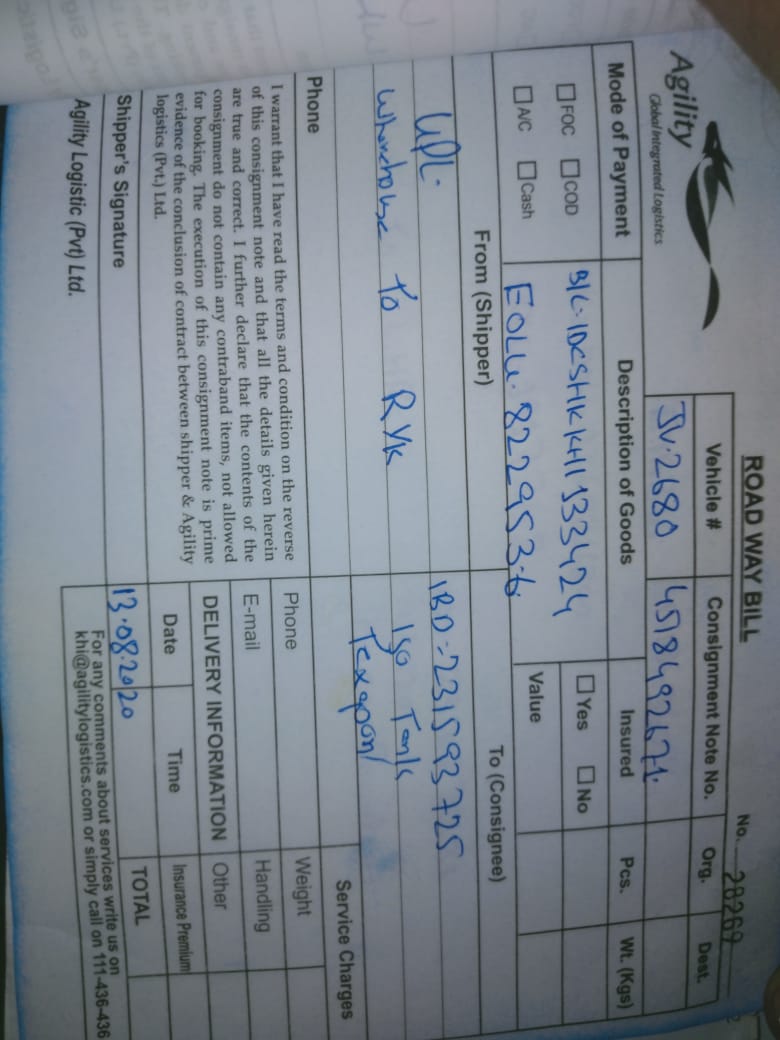 ROAD WAY BILL
No. 28269
Agility
Global Integrated Logistics
Vehicle #
Consignment Note No.
Org.
Dest.
JV.2680
4518492671.
Mode of Payment
Description of Goods
Insured
Pcs.
Wt. (Kgs)
FOC
COD
A/C
Cash
EOLU. 822953-6
Yes
No
Value
From (Shipper)
To (Consignee)
UPL.
To RYK
IBD-231593725
Iso Tank
Phone
I warrant that I have read the terms and condition on the reverse
of this consignment note and that all the details given herein
are true and correct. I further declare that the contents of the
consignment do not contain any contraband items, not allowed
for booking. The execution of this consignment note is prime
evidence of the conclusion of contract between shipper & Agility
logistics (Pvt.) Ltd.
Shipper's Signature
Agility Logistic (Pvt) Ltd.
Phone
E-mail
DELIVERY INFORMATION
Date
Time
13.08.2020
Service Charges
Weight
Handling
Other
Insurance Premium
TOTAL
For any comments about services write us on
khi@agilitylogistics.com or simply call on 111-436-436